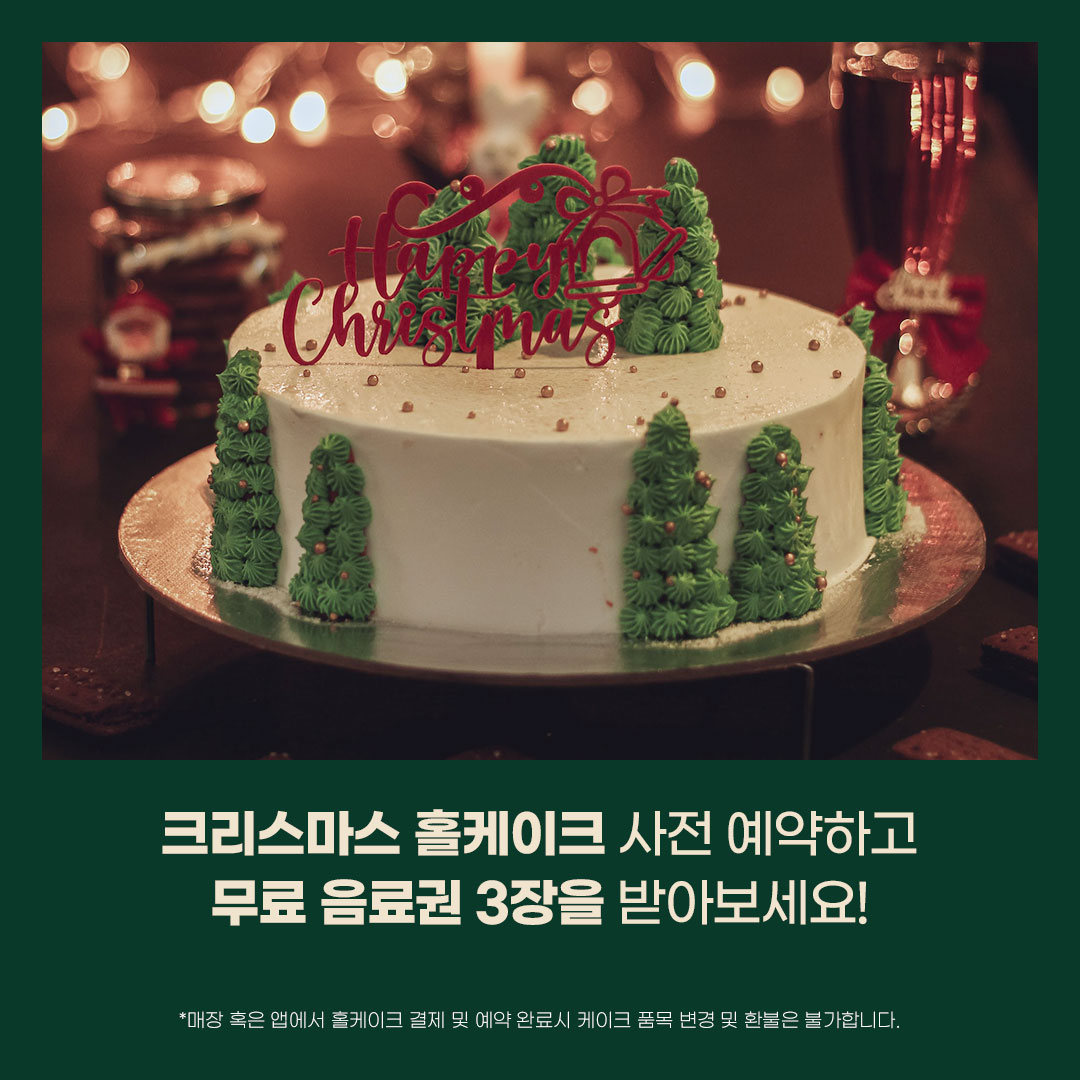 Happy
Christmas
크리스마스 홀케이크 사전 예약하고
무료 음료권 3장을 받아보세요!
*매장 혹은 앱에서 홀케이크 결제 및 예약 완료시 케이크 품목 변경 및 환불은 불가합니다.